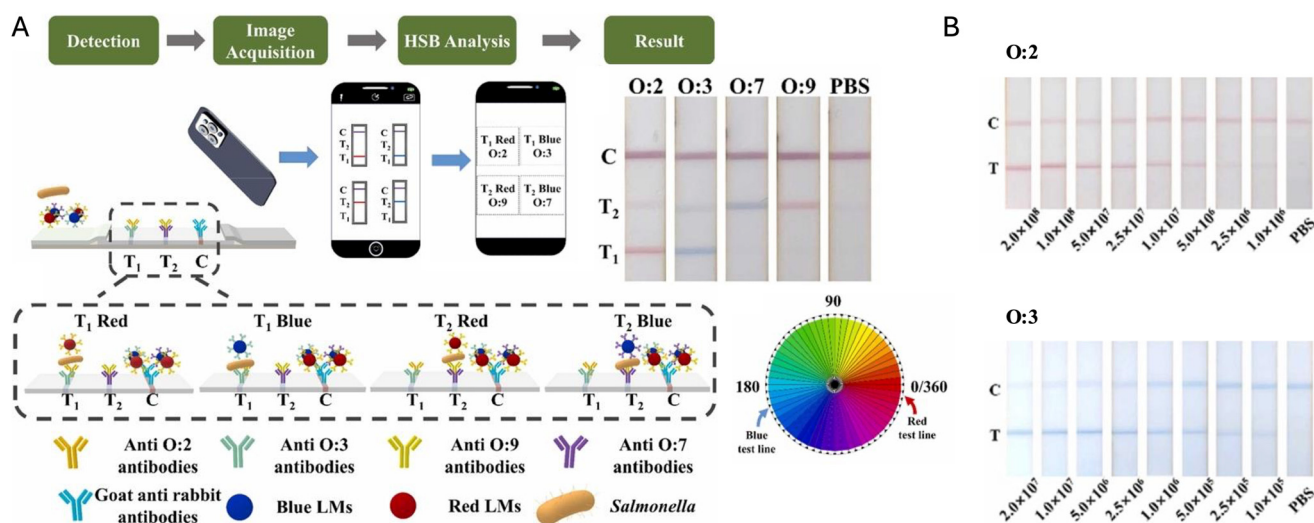 A
Detection
Image
Acquisition
HSB Analysis
Result
C
T2
T1
C
T2
T1
C
T2
T1
C
T2
T1
T1 Red
O:2
T1 Blue
O:3
T2 Red
O:9
T2 Blue
O:7
O:2 O:3 O:7 O:9 PBS
C
T2
T1
T1 T2 C
T1 Red
T1 Blue
T2 Red
T2 Blue
T1 T2 C
T1 T2 C
T1 T2 C
T1 T2 C
90
180
0/360
Blue
test line
Red
test line
Anti O:2
antibodies
Anti O:3
antibodies
Anti O:9
antibodies
Anti O:7
antibodies
Goat anti rabbit
antibodies
Blue LMs
Red LMs
Salmonella
B
O:2
C
T
2.0×10⁸
1.0×10⁸
5.0×10⁷
2.5×10⁷
1.0×10⁷
5.0×10⁶
2.5×10⁶
1.0×10⁶
PBS
O:3
C
T
2.0×10⁷
1.0×10⁷
5.0×10⁶
2.5×10⁶
1.0×10⁶
5.0×10⁵
2.5×10⁵
1.0×10⁵
PBS